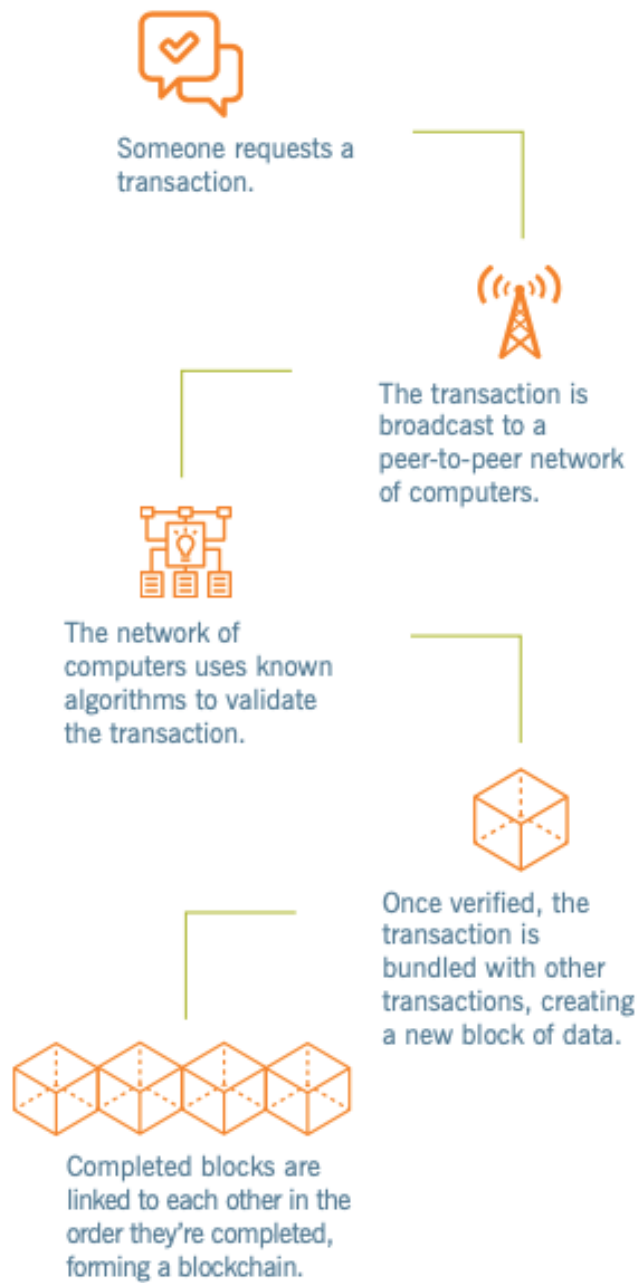 Someone requests a
transaction.
The transaction is
broadcast to a
peer-to-peer network
of computers.
The network of
computers uses known
algorithms to validate
the transaction.
Once verified, the
transaction is
bundled with other
transactions, creating
a new block of data.
Completed blocks are
linked to each other in the
order they’re completed,
forming a blockchain.